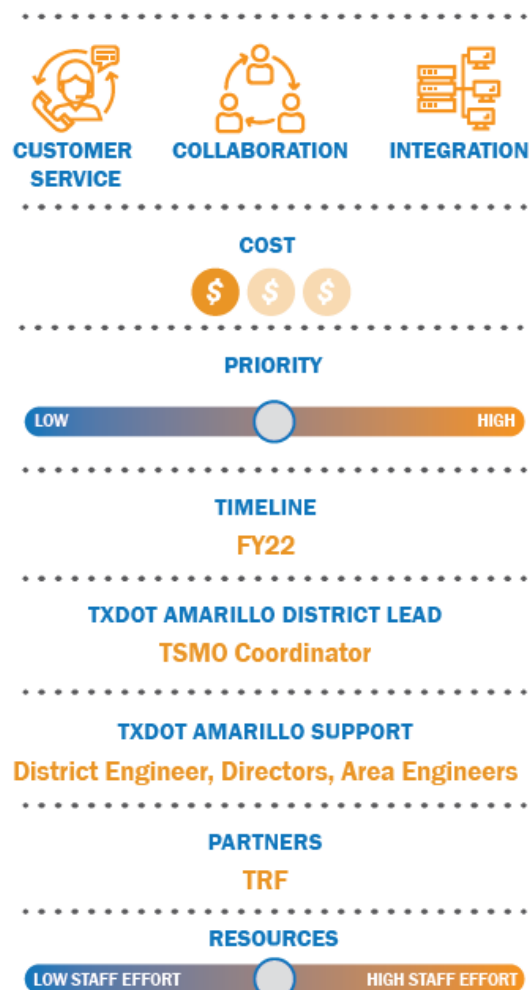 CUSTOMER SERVICE
COLLABORATION
INTEGRATION
COST
$ $ $
PRIORITY
LOW HIGH
TIMELINE
FY22
TXDOT AMARILLO DISTRICT LEAD
TSMO Coordinator
TXDOT AMARILLO SUPPORT
District Engineer, Directors, Area Engineers
PARTNERS
TRF
RESOURCES
LOW STAFF EFFORT HIGH STAFF EFFORT